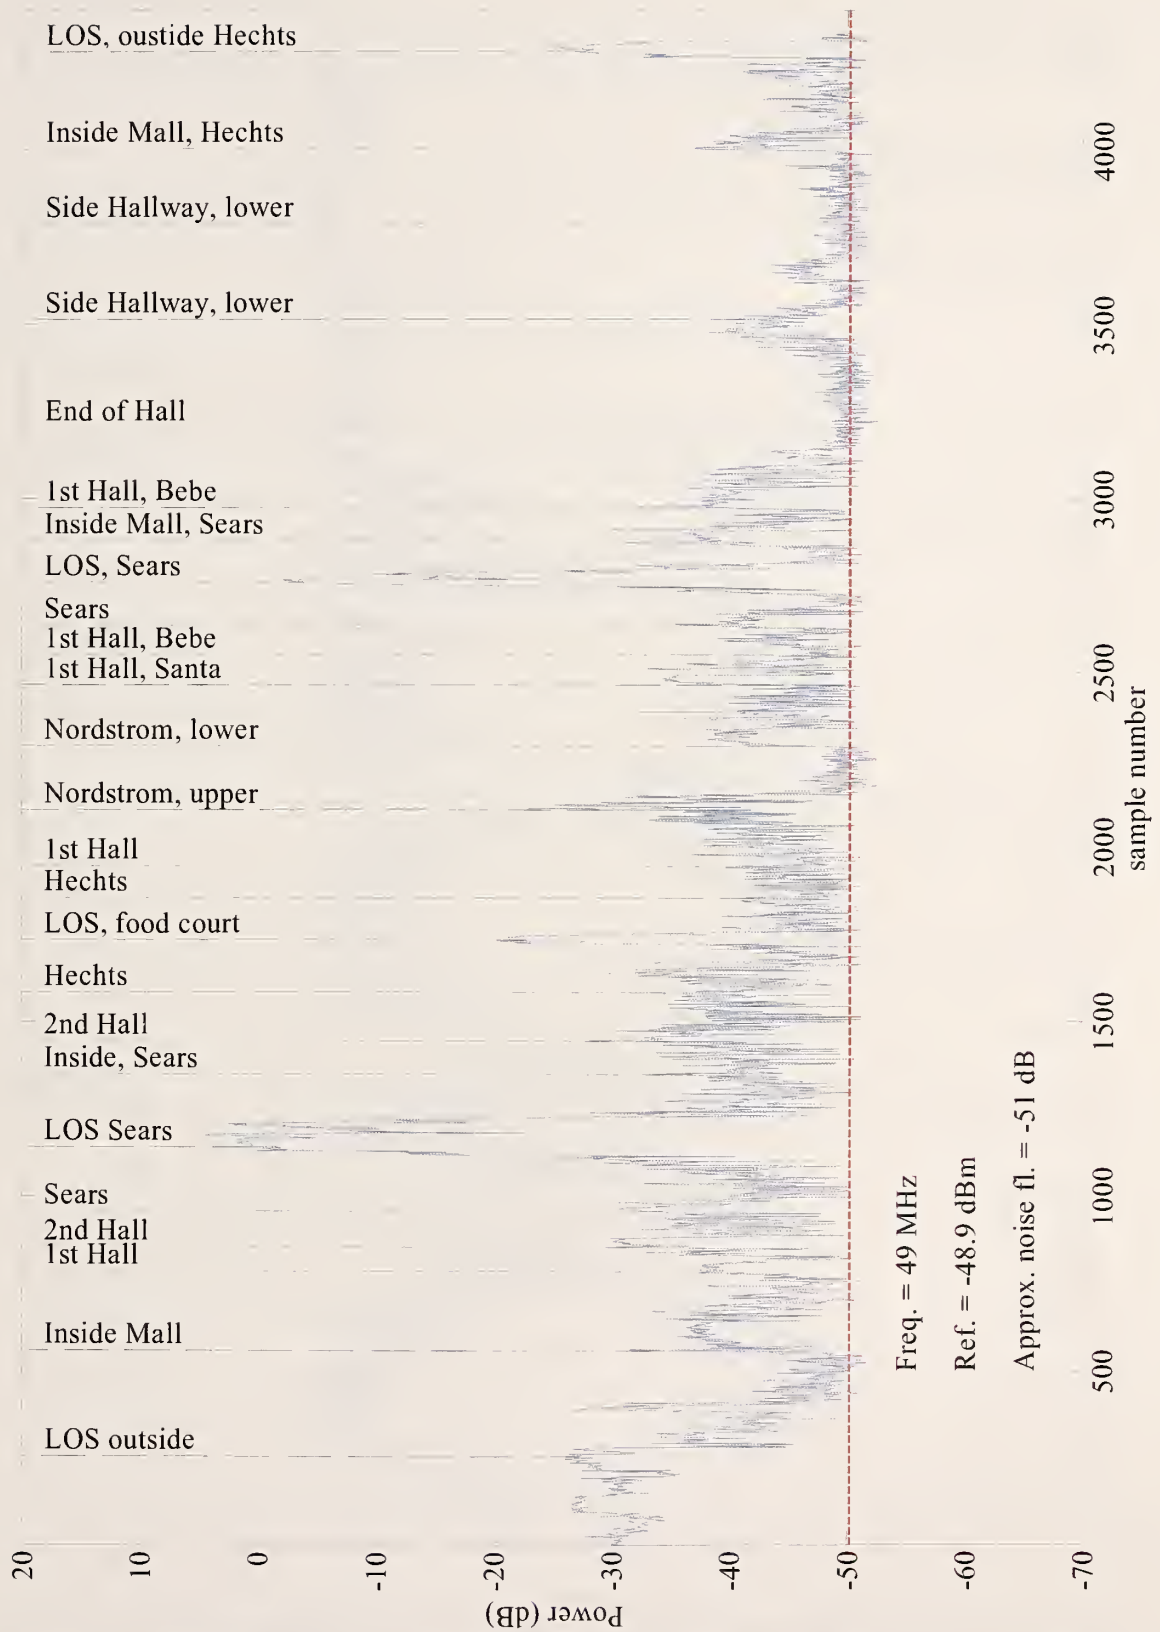 LOS, oustide Hechts
Inside Mall, Hechts
Side Hallway, lower
Side Hallway, lower
End of Hall
1st Hall, Bebe
Inside Mall, Sears
LOS, Sears
Sears
1st Hall, Bebe
1st Hall, Santa
Nordstrom, lower
Nordstrom, upper
1st Hall
Hechts
LOS, food court
Hechts
2nd Hall
Inside, Sears
LOS Sears
Sears
2nd Hall
1st Hall
Inside Mall
LOS outside
20
10
0
-10
-20
-30
-40
-50
-60
-70
Power (dB)
500
1000
1500
2000
2500
3000
3500
4000
sample number
Freq. = 49 MHz
Ref. = -48.9 dBm
Approx. noise fl. = -51 dB